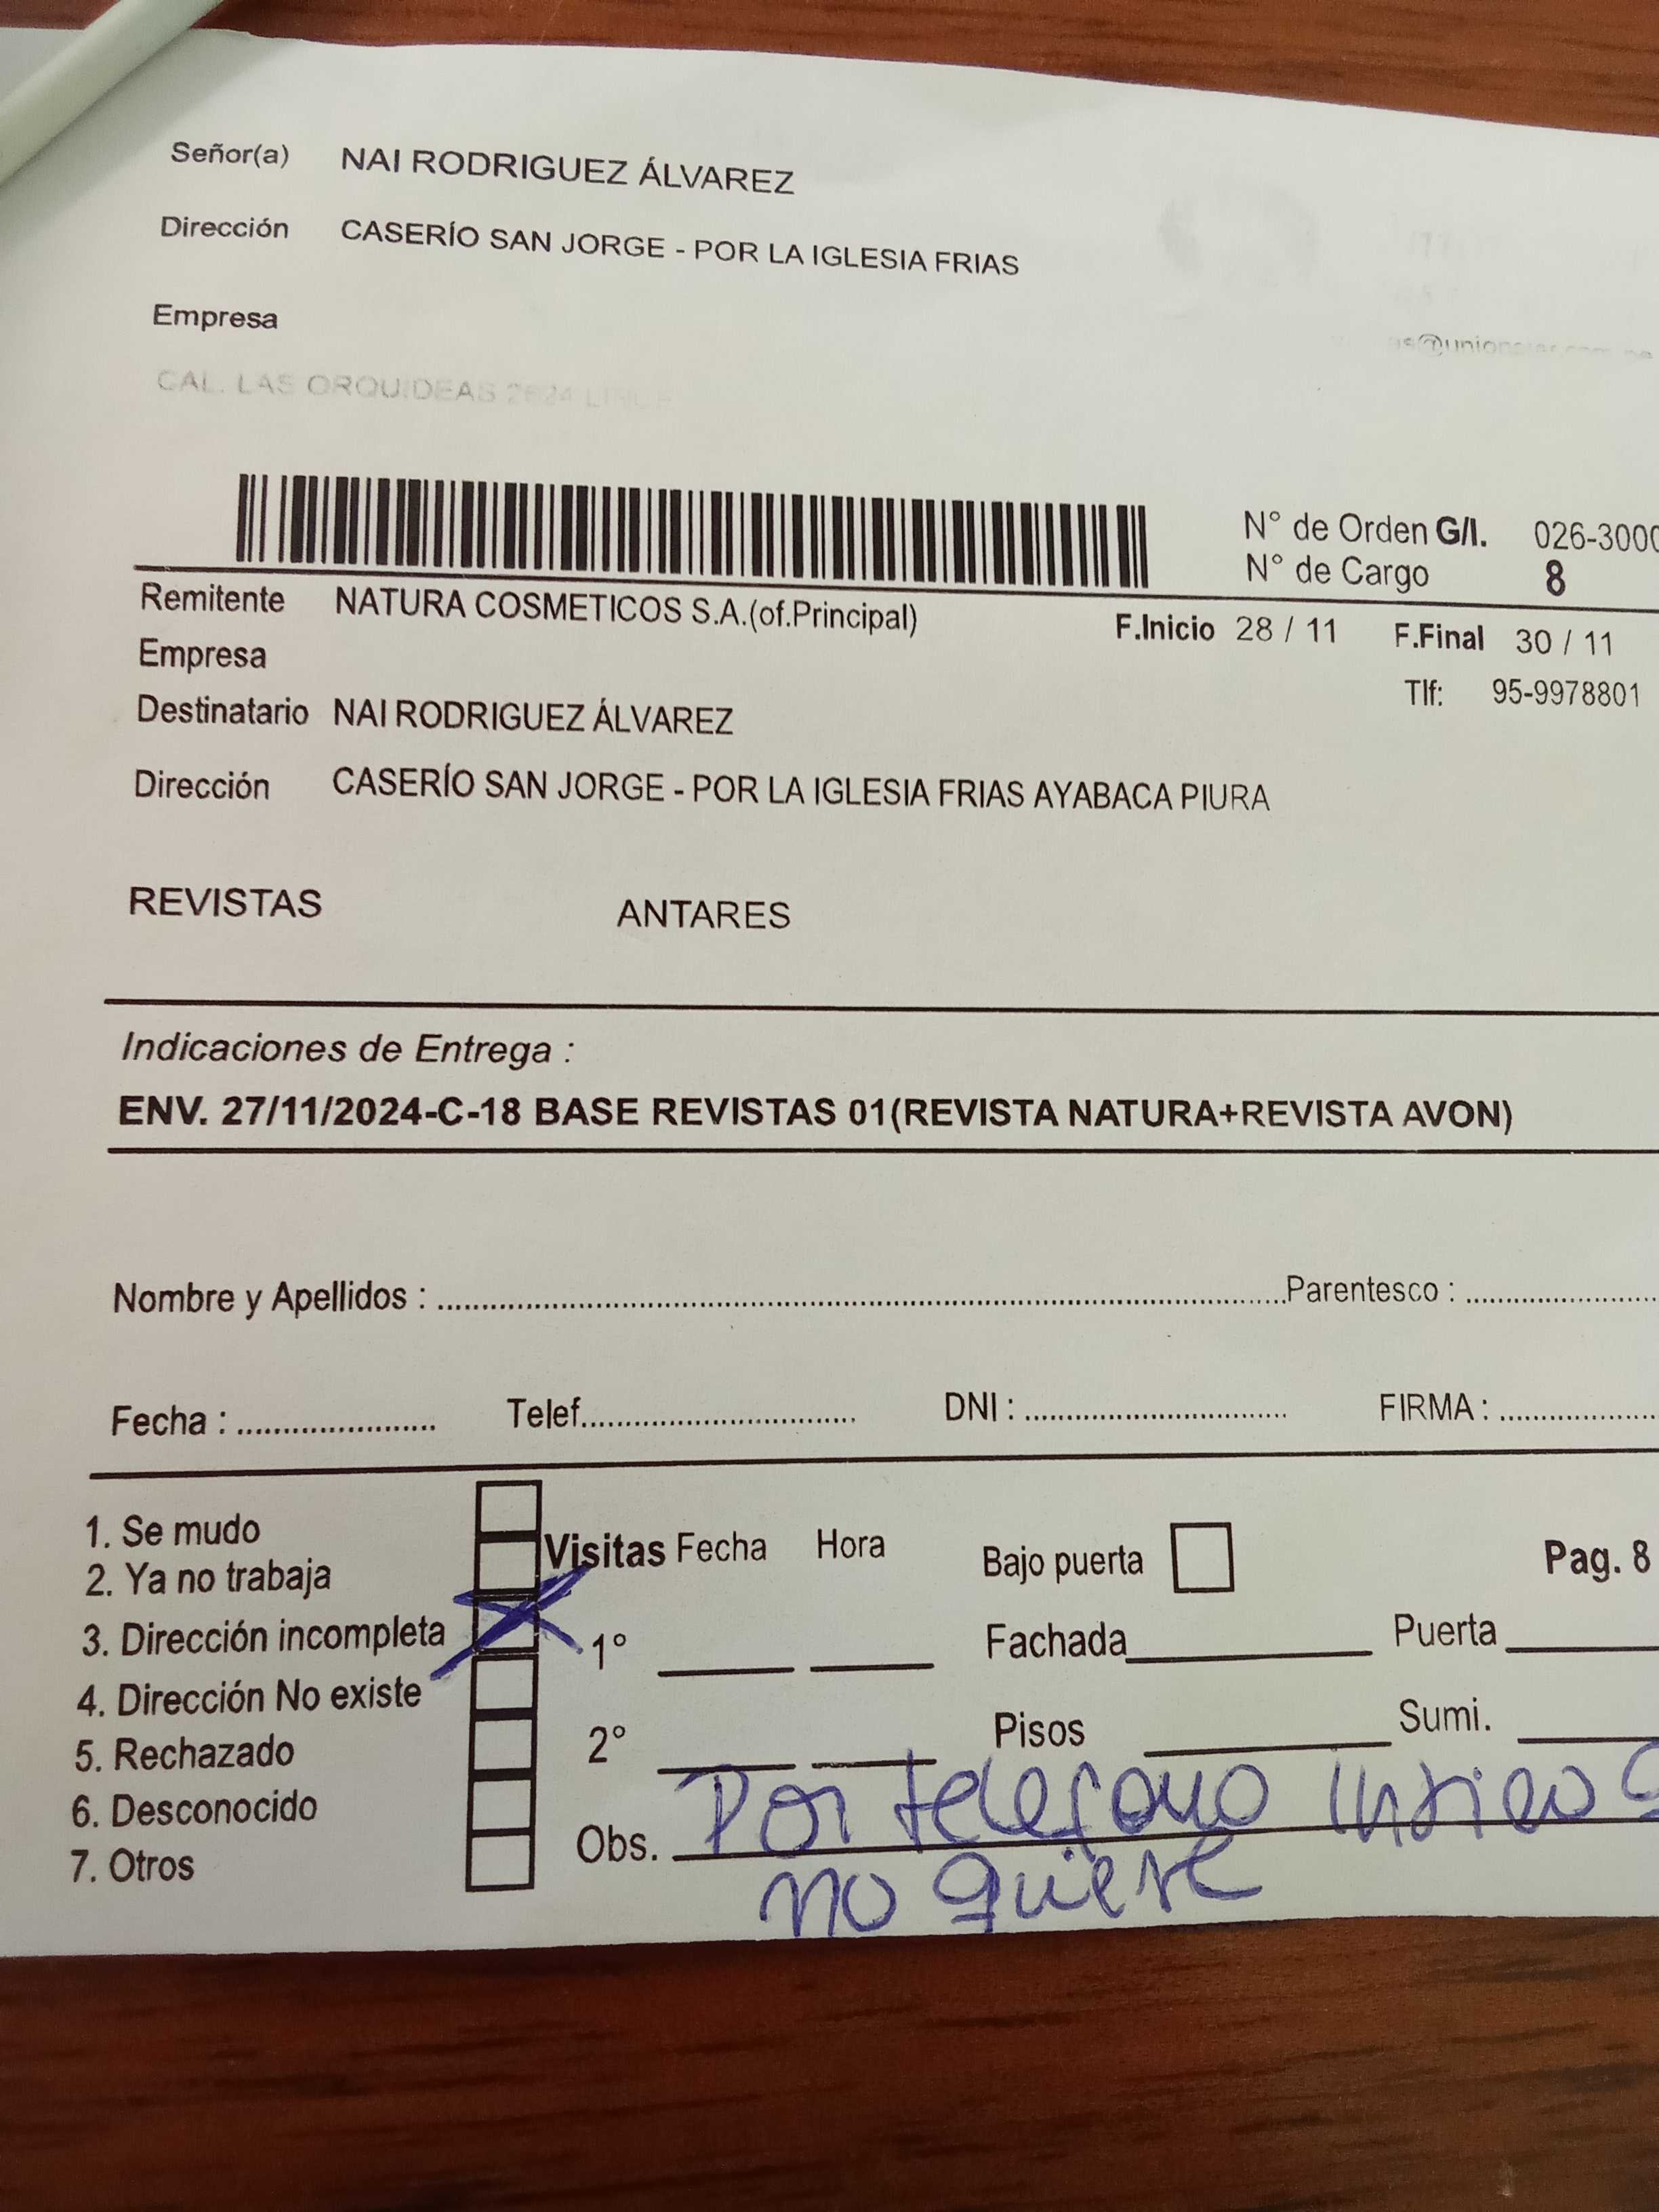 Señor(a) NAI RODRIGUEZ ÁLVAREZ
Dirección CASERÍO SAN JORGE - POR LA IGLESIA FRIAS
Empresa
CAL. LAS ORQUIDEAS
N° de Orden G/I. 026-3000
N° de Cargo 8
Remitente NATURA COSMETICOS S.A.(of.Principal) F.Inicio 28 / 11 F.Final 30 / 11
Empresa Tlf: 95-9978801
Destinatario NAI RODRIGUEZ ÁLVAREZ
Dirección CASERÍO SAN JORGE - POR LA IGLESIA FRIAS AYABACA PIURA
REVISTAS ANTARES
Indicaciones de Entrega :
ENV. 27/11/2024-C-18 BASE REVISTAS 01(REVISTA NATURA+REVISTA AVON)
Nombre y Apellidos : Parentesco :
Fecha : Telef. DNI : FIRMA :
1. Se mudo
2. Ya no trabaja
3. Dirección incompleta
4. Dirección No existe
5. Rechazado
6. Desconocido
7. Otros
Visitas Fecha Hora Bajo puerta Pag. 8
1° Fachada Puerta
2° Pisos Sumi.
Obs. Por telefono
no quiere